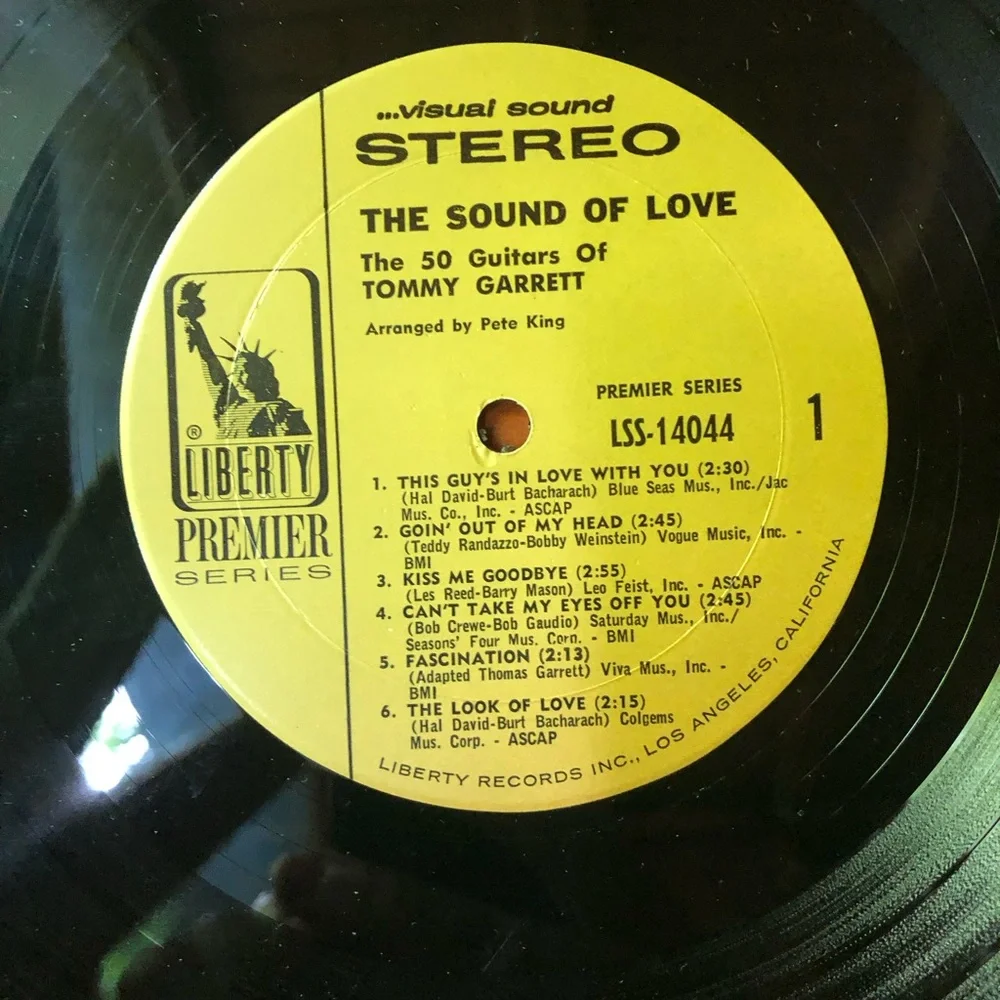 ...visual sound
STEREO
THE SOUND OF LOVE
The 50 Guitars Of
TOMMY GARRETT
Arranged by Pete King
PREMIER SERIES
LSS-14044
1
®
LIBERTY
PREMIER
SERIES
1. THIS GUY'S IN LOVE WITH YOU (2:30)
(Hal David-Burt Bacharach) Blue Seas Mus., Inc./Jac
Mus. Co., Inc. - ASCAP
2. GOIN' OUT OF MY HEAD (2:45)
(Teddy Randazzo-Bobby Weinstein) Vogue Music, Inc. -
BMI
3. KISS ME GOODBYE (2:55)
(Les Reed-Barry Mason) Leo Feist, Inc. - ASCAP
4. CAN'T TAKE MY EYES OFF YOU (2:45)
(Bob Crewe-Bob Gaudio) Saturday Mus., Inc./
Seasons' Four Mus. Corp. - BMI
5. FASCINATION (2:13)
(Adapted Thomas Garrett) Viva Mus., Inc. -
BMI
6. THE LOOK OF LOVE (2:15)
(Hal David-Burt Bacharach) Colgems
Mus. Corp. - ASCAP
LIBERTY RECORDS INC., LOS ANGELES, CALIFORNIA